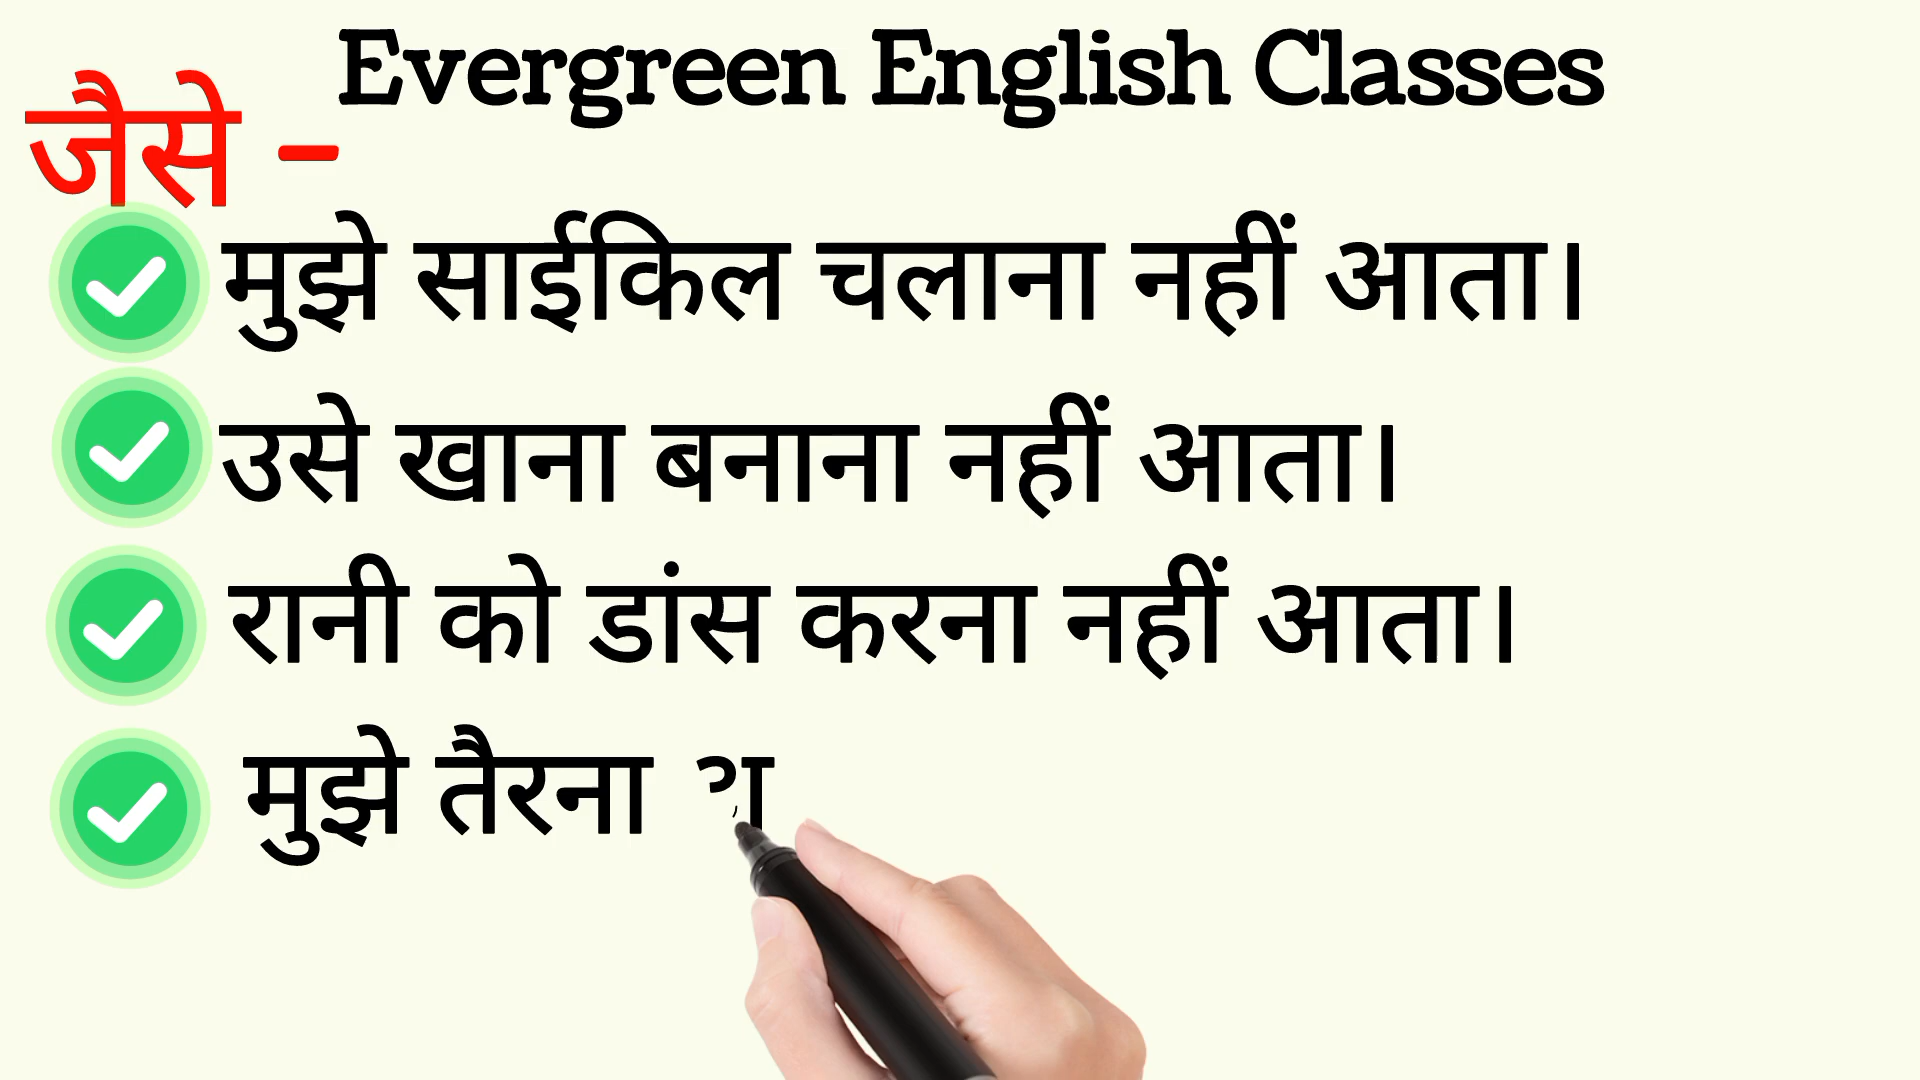 Evergreen English Classes
जैसे -
मुझे साईकिल चलाना नहीं आता।
उसे खाना बनाना नहीं आता।
रानी को डांस करना नहीं आता।
मुझे तैरना